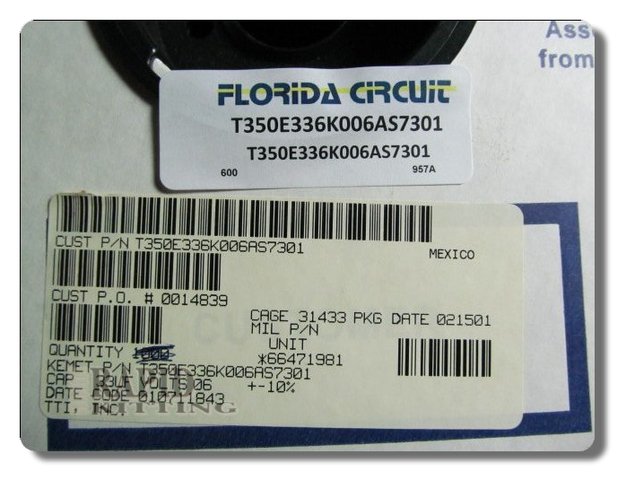 Ass
from
FLORIDA CIRCUIT
T350E336K006AS7301
T350E336K006AS7301
600 957A
CUST P/N T350E336K006AS7301
MEXICO
CUST P.O. # 0014839
CAGE 31433 PKG DATE 021501
MIL P/N
UNIT
QUANTITY
*66471981
KEMET P/N T350E336K006AS7301
CAP 33UF 06 +-10%
DATE CODE 010711843
TTI, INC.